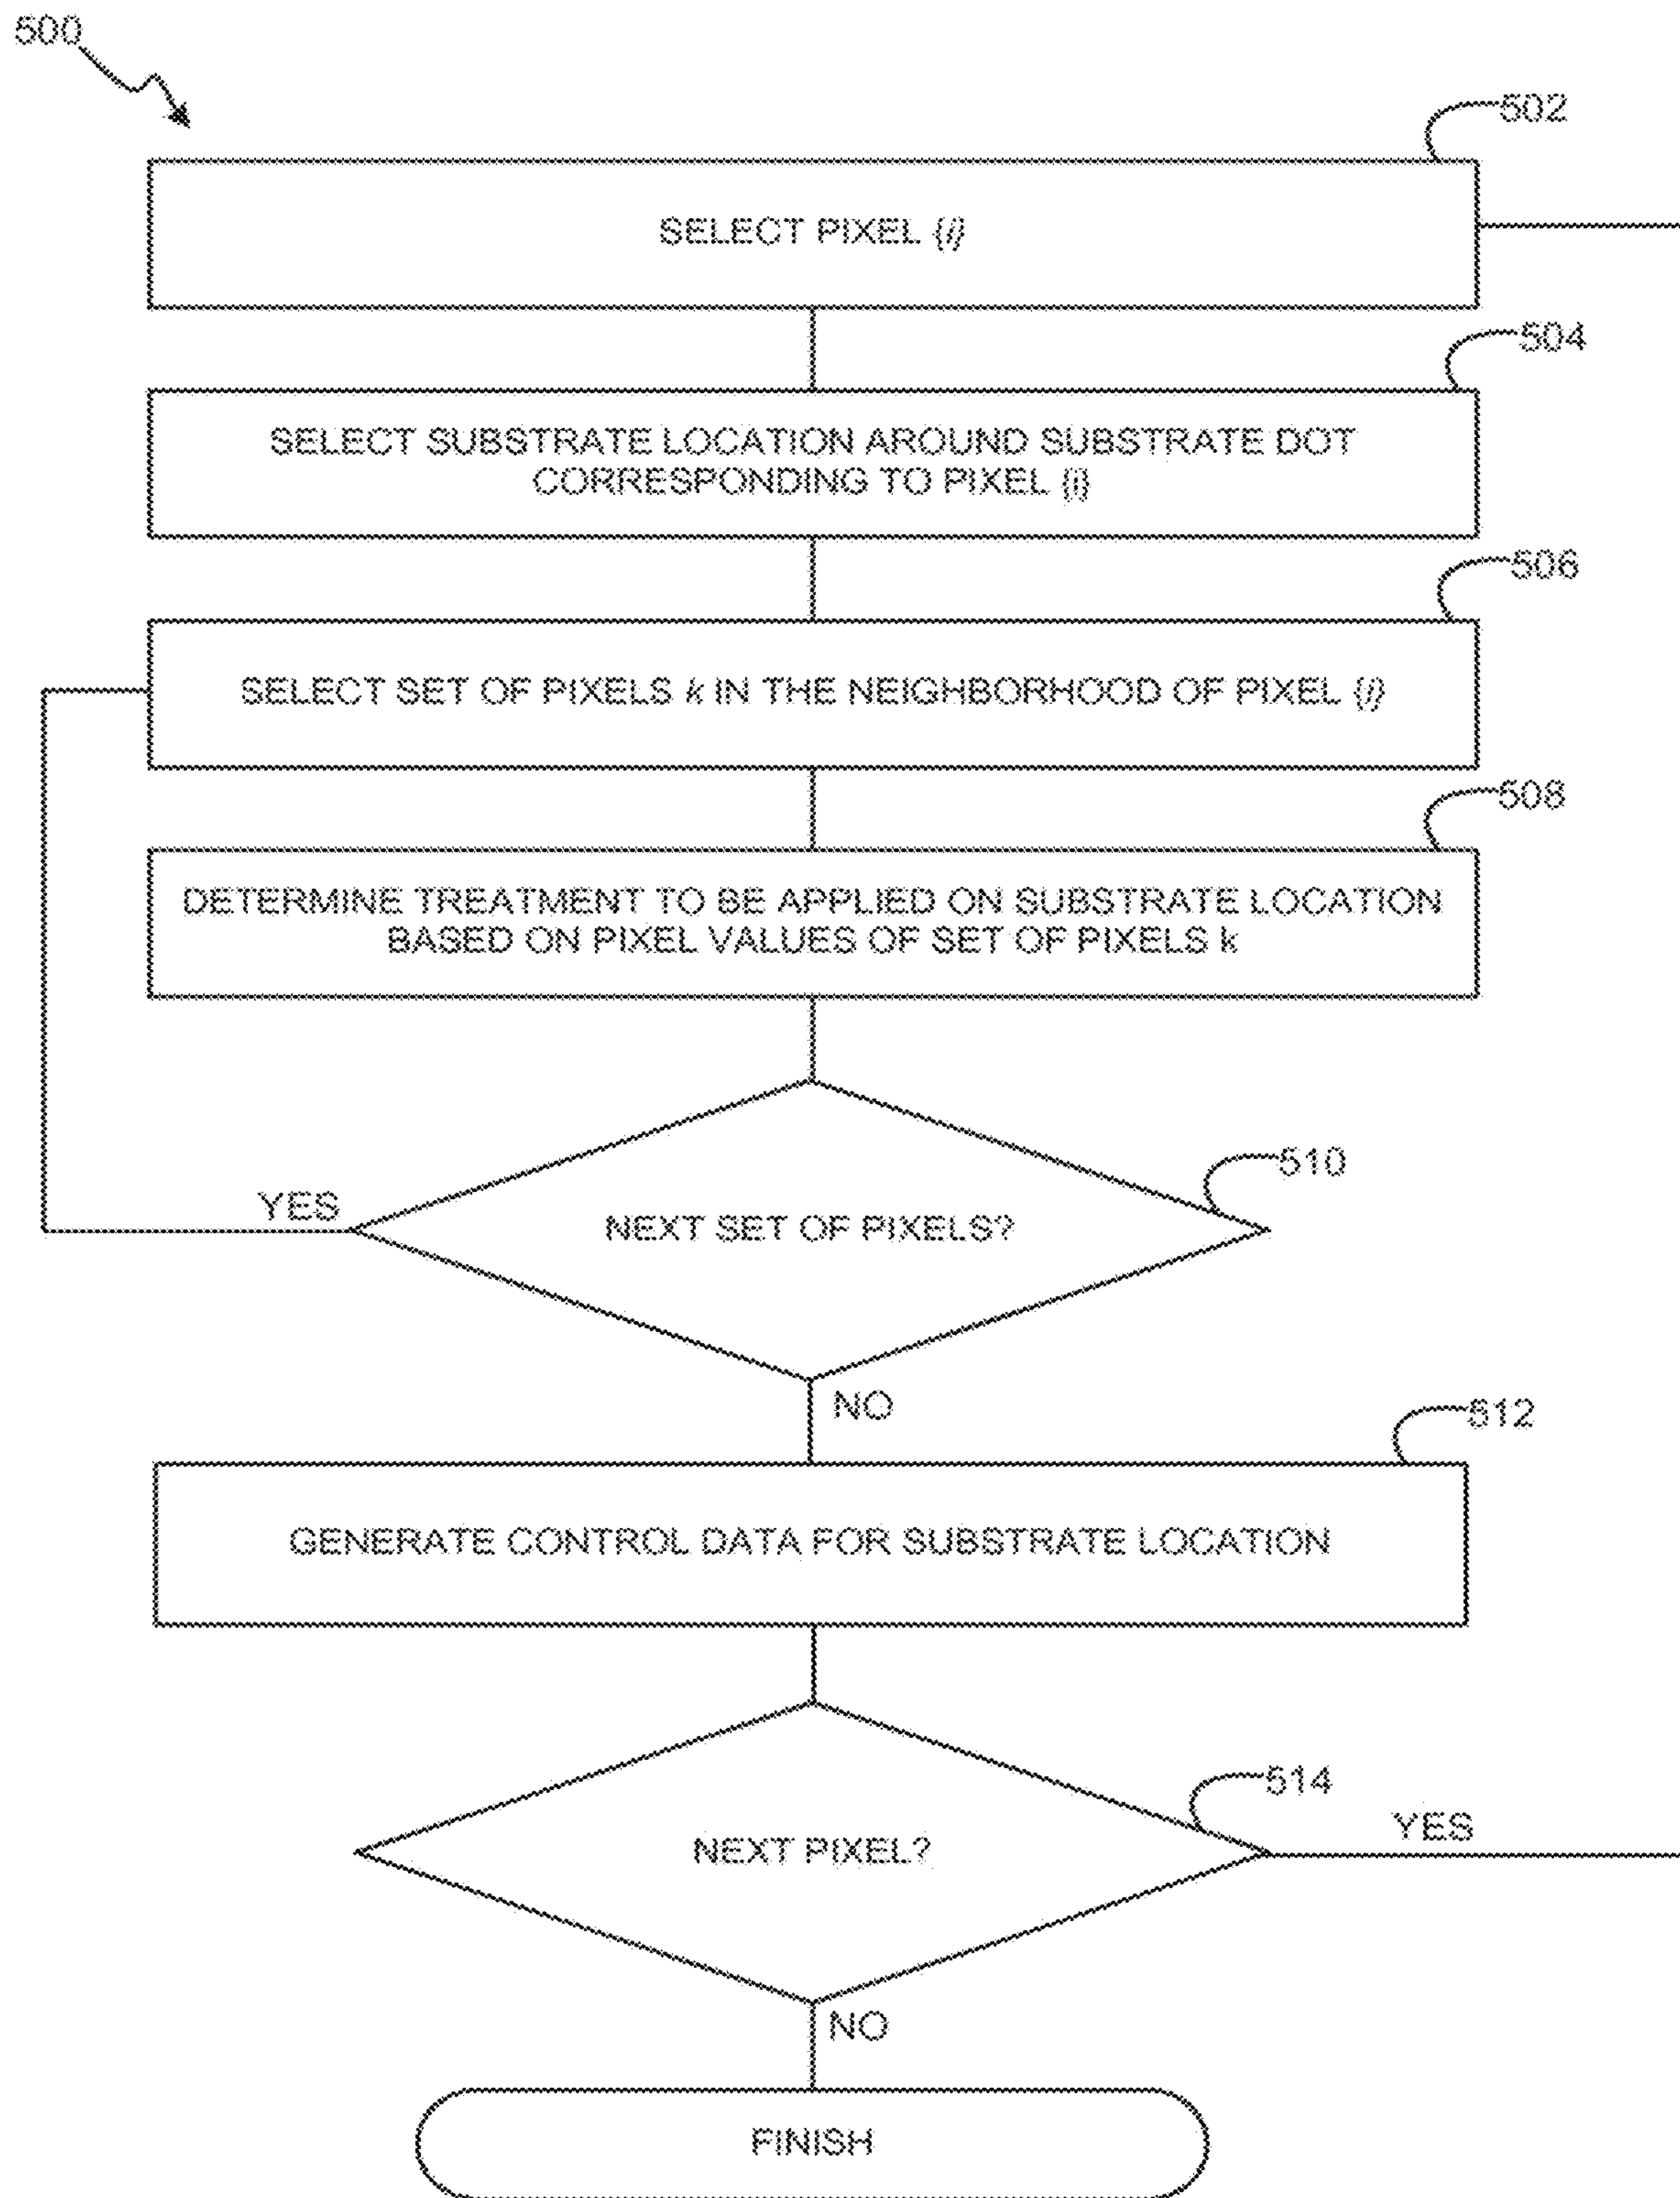 500
502
SELECT PIXEL {i}
504
SELECT SUBSTRATE LOCATION AROUND SUBSTRATE DOT
CORRESPONDING TO PIXEL {i}
506
SELECT SET OF PIXELS k IN THE NEIGHBORHOOD OF PIXEL {i}
508
DETERMINE TREATMENT TO BE APPLIED ON SUBSTRATE LOCATION
BASED ON PIXEL VALUES OF SET OF PIXELS k
510
YES
NEXT SET OF PIXELS?
NO
512
GENERATE CONTROL DATA FOR SUBSTRATE LOCATION
514
YES
NEXT PIXEL?
NO
FINISH